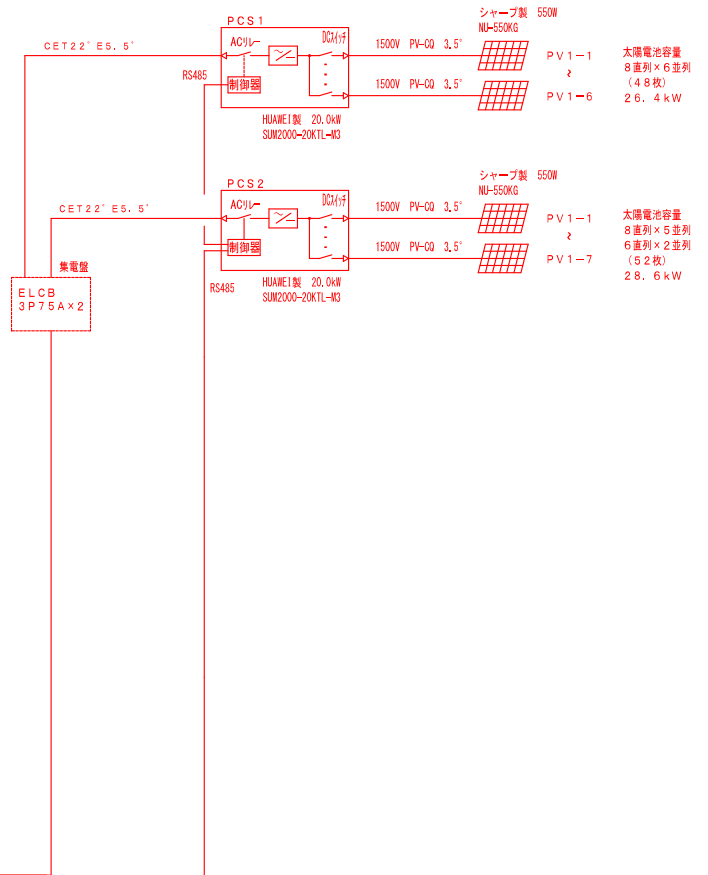 PCS1
CET22° E5.5°
ACリレー
DCスイッチ
RS485
制御器
HUAWEI製 20.0kW
SUM2000-20KTL-M3
1500V PV-CQ 3.5°
1500V PV-CQ 3.5°
シャープ製 550W
NU-550KG
PV1-1
~
PV1-6
太陽電池容量
8直列×6並列
(48枚)
26.4kW
PCS2
CET22° E5.5°
ACリレー
DCスイッチ
制御器
RS485
HUAWEI製 20.0kW
SUM2000-20KTL-M3
1500V PV-CQ 3.5°
1500V PV-CQ 3.5°
シャープ製 550W
NU-550KG
PV1-1
~
PV1-7
太陽電池容量
8直列×5並列
6直列×2並列
(52枚)
28.6kW
集電盤
ELCB
3P75A×2